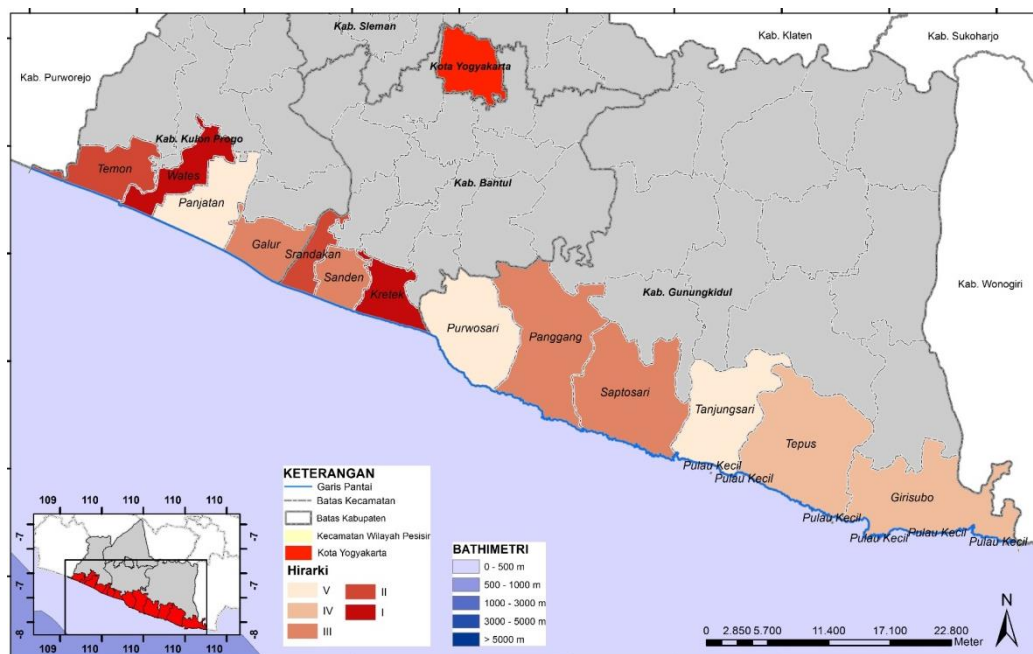 Kab. Sleman
Kab. Klaten
Kab. Sukoharjo
Kab. Purworejo
Kota Yogyakarta
Kab. Kulon Progo
Temon
Wates
Panjatan
Kab. Bantul
Galur
Srandakan
Sanden
Kretek
Kab. Gunungkidul
Kab. Wonogiri
Purwosari
Panggang
Saptosari
Tanjungsari
Tepus
Girisubo
Pulau Kecil
Pulau Kecil
Pulau Kecil
Pulau Kecil
Pulau Kecil
Pulau Kecil
KETERANGAN
Garis Pantai
Batas Kecamatan
Batas Kabupaten
Kecamatan Wilayah Pesisir
Kota Yogyakarta
Hirarki
V
II
IV
I
III
BATHIMETRI
0 - 500 m
500 - 1000 m
1000 - 3000 m
3000 - 5000 m
> 5000 m
109 110 110 110 110
-7 -7
-7 -7
-8 -8
109 110 110 110 110
N
0 2.850 5.700 11.400 17.100 22.800
Meter